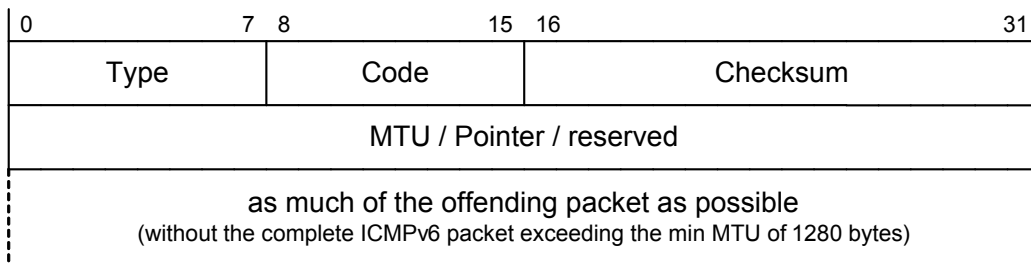 0 7 8 15 16 31
Type Code Checksum
MTU / Pointer / reserved
as much of the offending packet as possible
(without the complete ICMPv6 packet exceeding the min MTU of 1280 bytes)